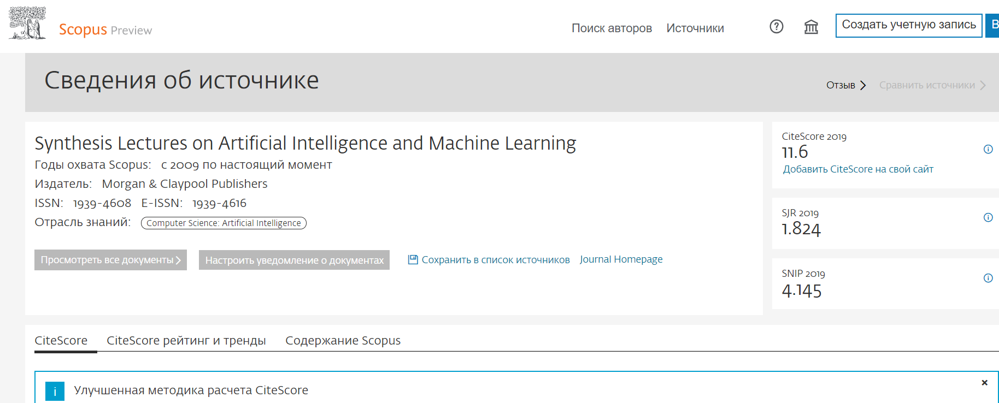 Scopus Preview
Поиск авторов Источники
Создать учетную запись
Сведения об источнике
Отзыв Сравнить источники
Synthesis Lectures on Artificial Intelligence and Machine Learning
Годы охвата Scopus: с 2009 по настоящий момент
Издатель: Morgan & Claypool Publishers
ISSN: 1939-4608 E-ISSN: 1939-4616
Отрасль знаний: Computer Science: Artificial Intelligence
Просмотреть все документы Настроить уведомление о документах Сохранить в список источников Journal Homepage
CiteScore 2019
11.6
Добавить CiteScore на свой сайт
SJR 2019
1.824
SNIP 2019
4.145
CiteScore CiteScore рейтинг и тренды Содержание Scopus
Улучшенная методика расчета CiteScore